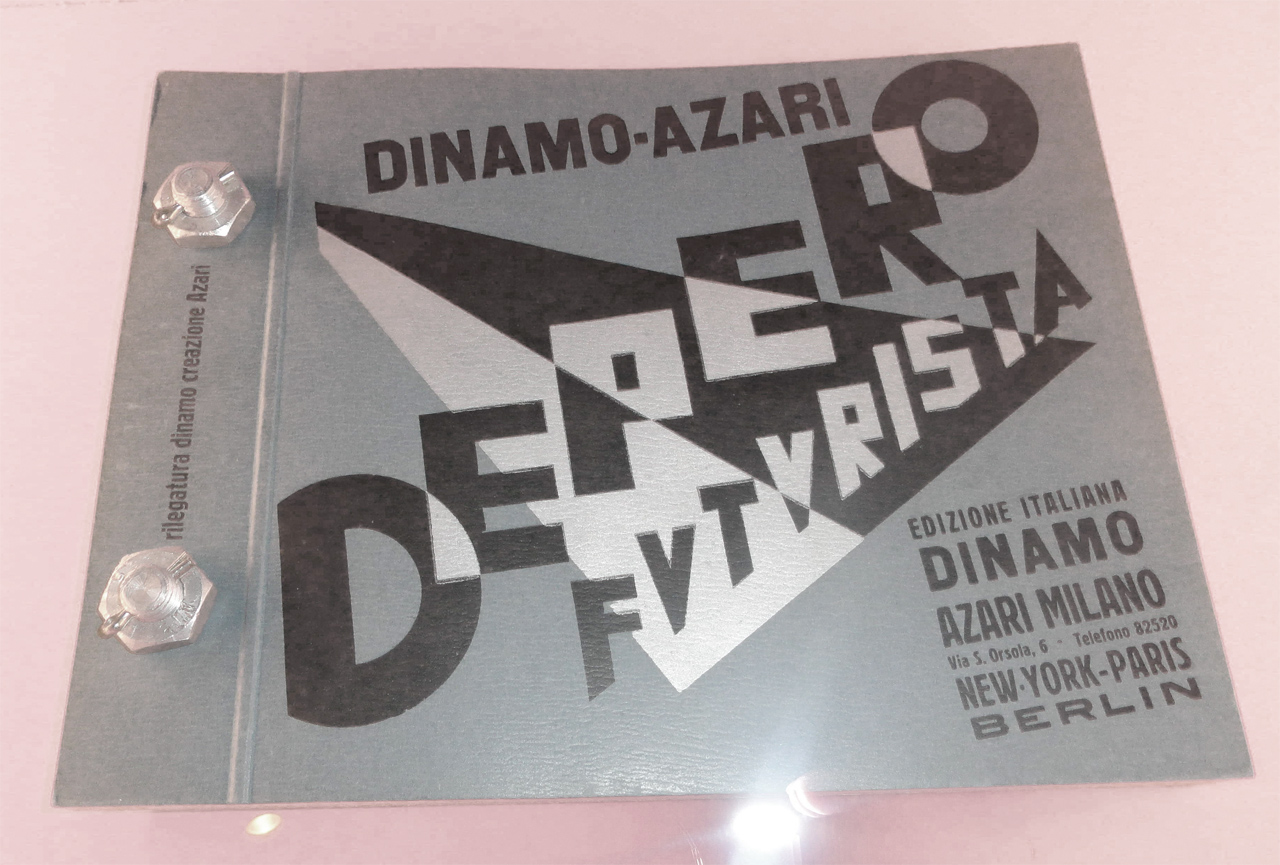 DINAMO-AZARI
DEPERO
FVTVRISTA
rilegatura dinamo creazione Azari
EDIZIONE ITALIANA
DINAMO
AZARI MILANO
Via S. Orsola, 6 - Telefono 82520
NEW-YORK-PARIS
BERLIN